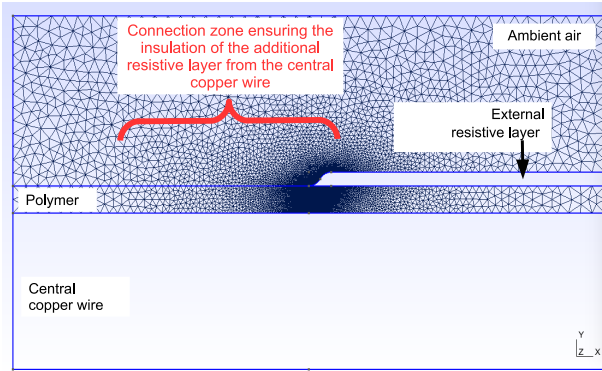 Connection zone ensuring the
insulation of the additional
resistive layer from the central
copper wire
Ambient air
External
resistive layer
Polymer
Central
copper wire
Y
Z X